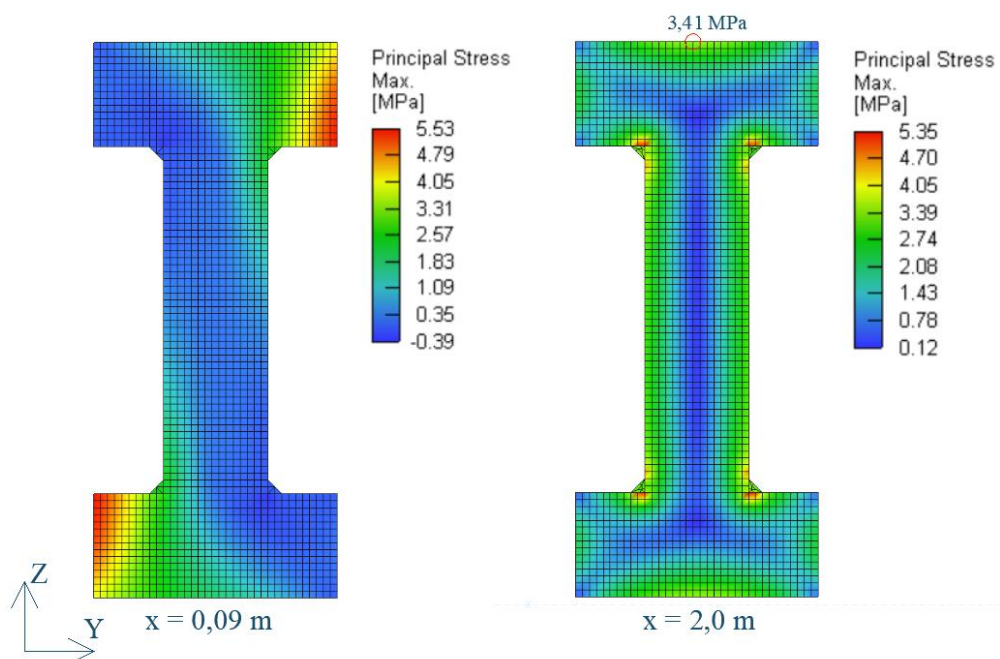 3,41 MPa
Principal Stress
Max.
[MPa]
5.53
4.79
4.05
3.31
2.57
1.83
1.09
0.35
-0.39
Principal Stress
Max.
[MPa]
5.35
4.70
4.05
3.39
2.74
2.08
1.43
0.78
0.12
Z
Y
x = 0,09 m
x = 2,0 m